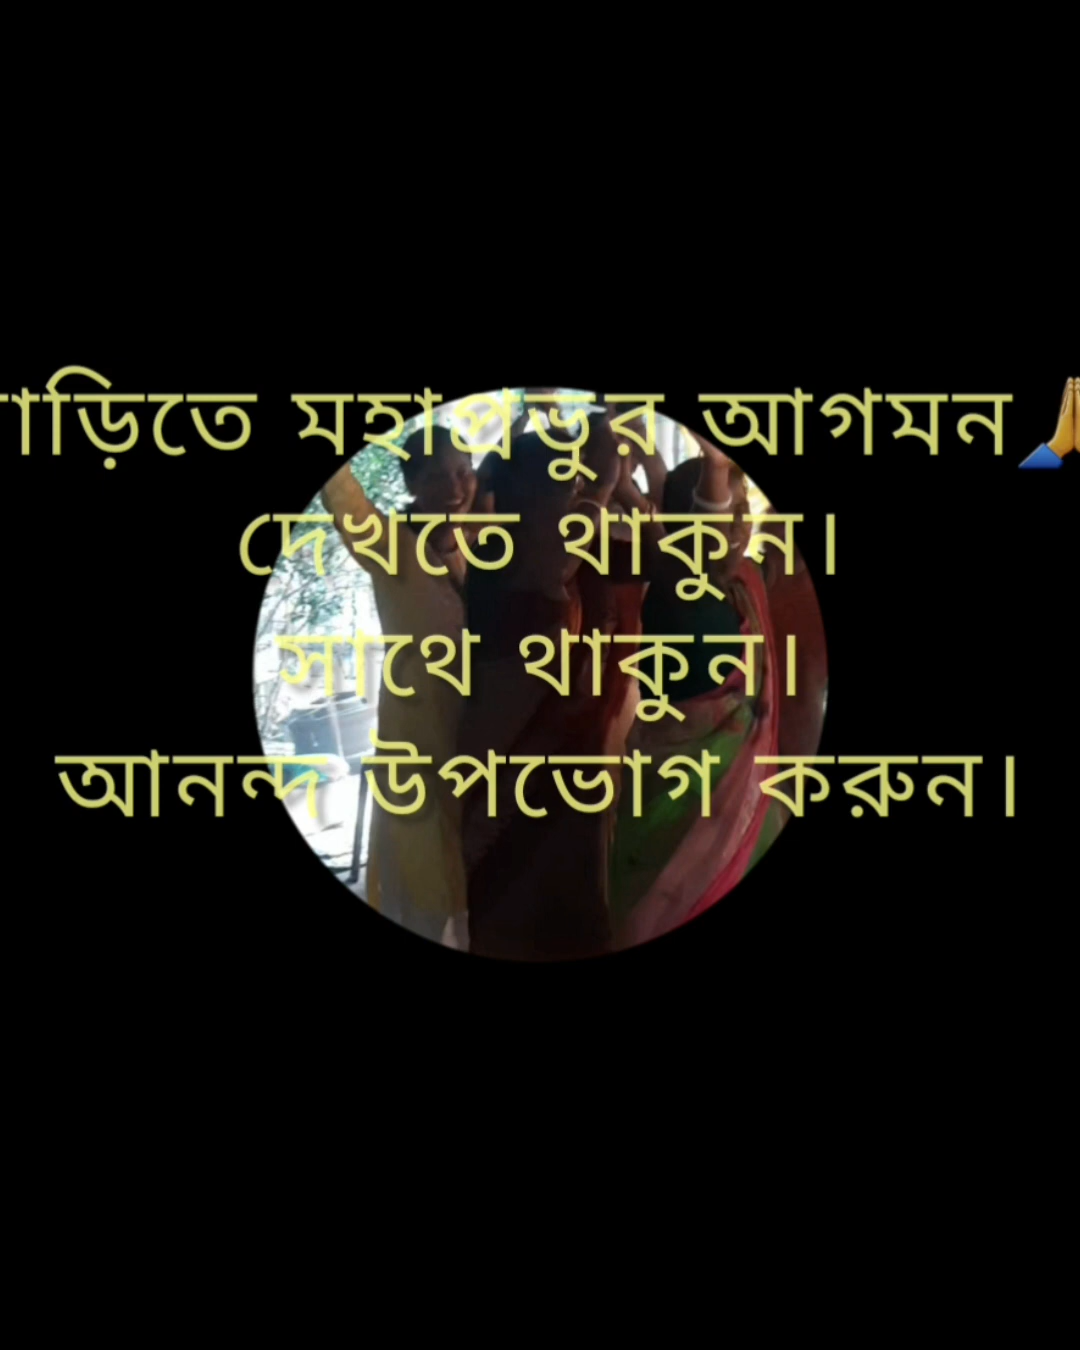 মহাপ্রভুর আগমন 🙏
দেখতে থাকুন।
সাথে থাকুন।
আনন্দ উপভোগ করুন।